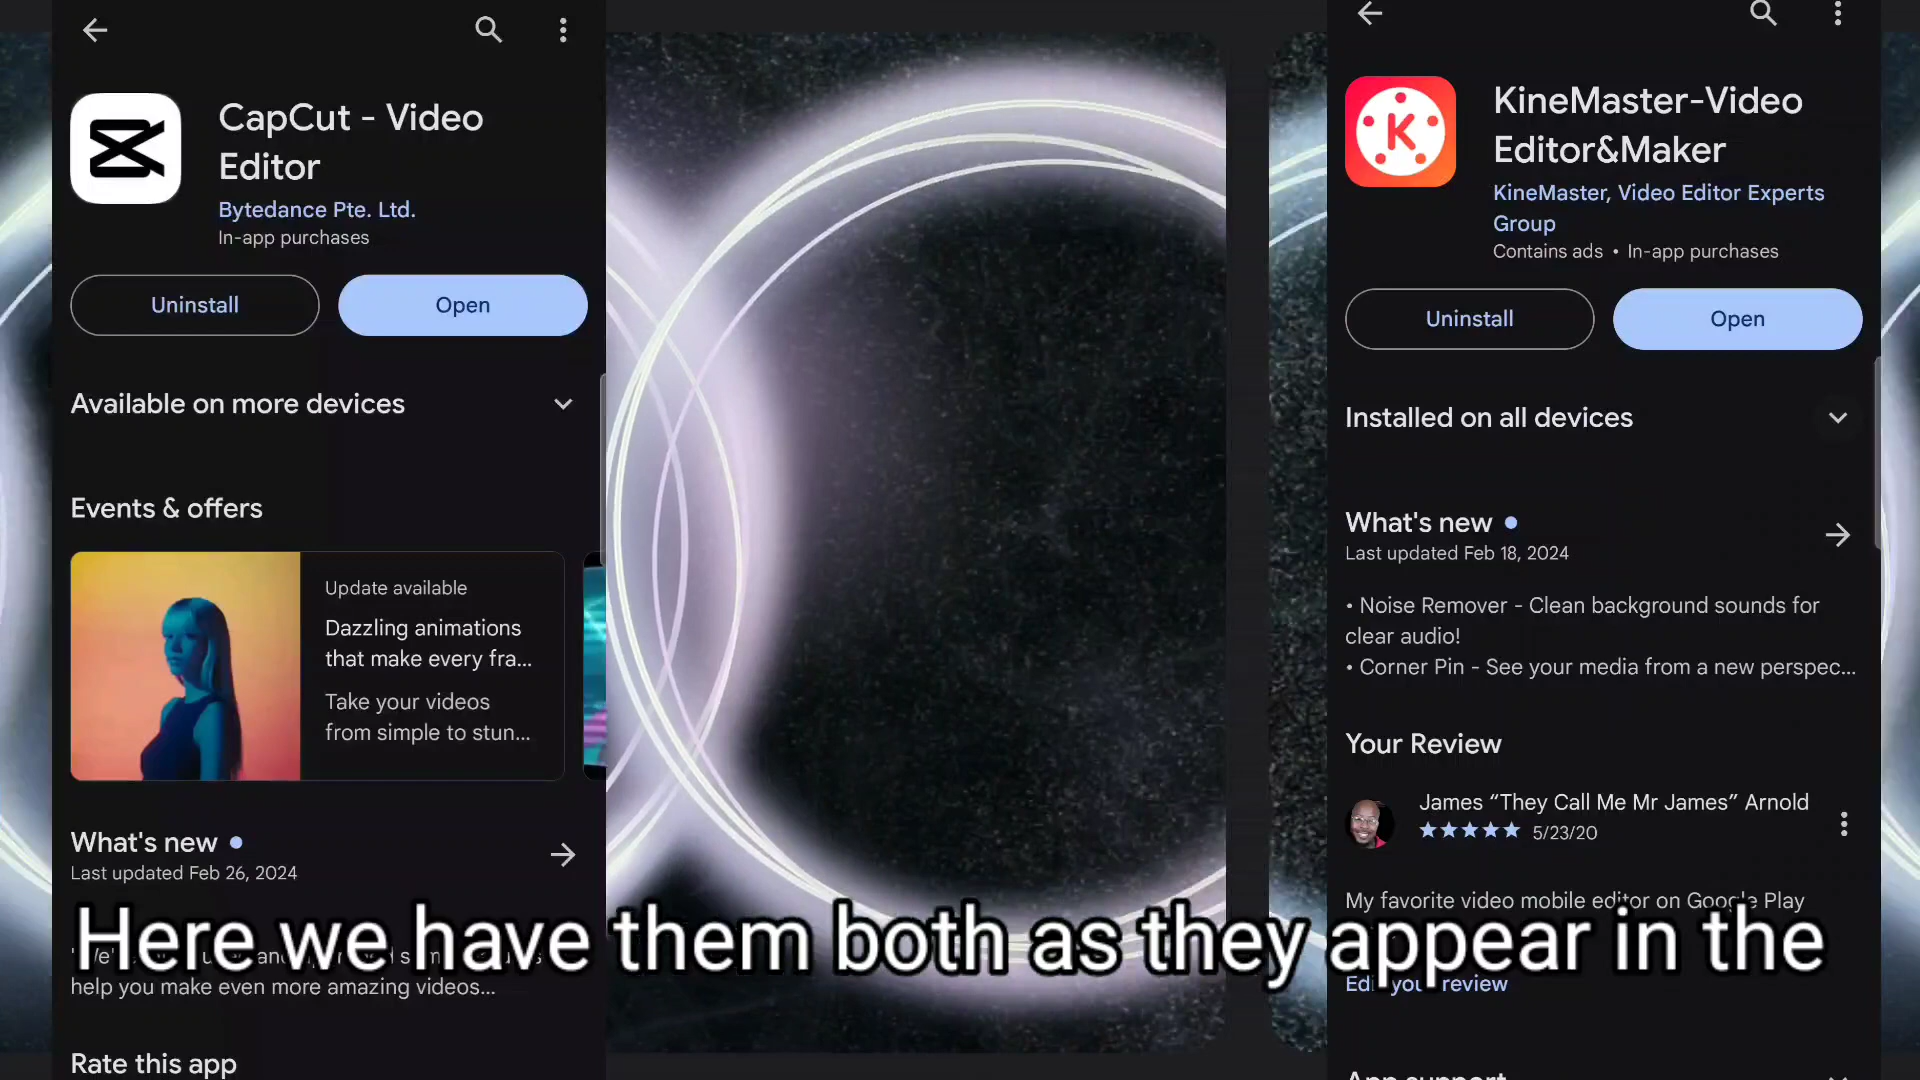 CapCut - Video
Editor
Bytedance Pte. Ltd.
In-app purchases
Uninstall
Open
Available on more devices
Events & offers
Update available
Dazzling animations
that make every fra...
Take your videos
from simple to stun...
What's new
Last updated Feb 26, 2024
help you make even more amazing videos...
Rate this app
K
KineMaster-Video
Editor&Maker
KineMaster, Video Editor Experts
Group
Contains ads • In-app purchases
Uninstall
Open
Installed on all devices
What's new
Last updated Feb 18, 2024
• Noise Remover - Clean background sounds for
clear audio!
• Corner Pin - See your media from a new perspec...
Your Review
James “They Call Me Mr James” Arnold
5/23/20
My favorite video mobile editor on Google Play
Edit your review
App support
Here we have them both as they appear in the